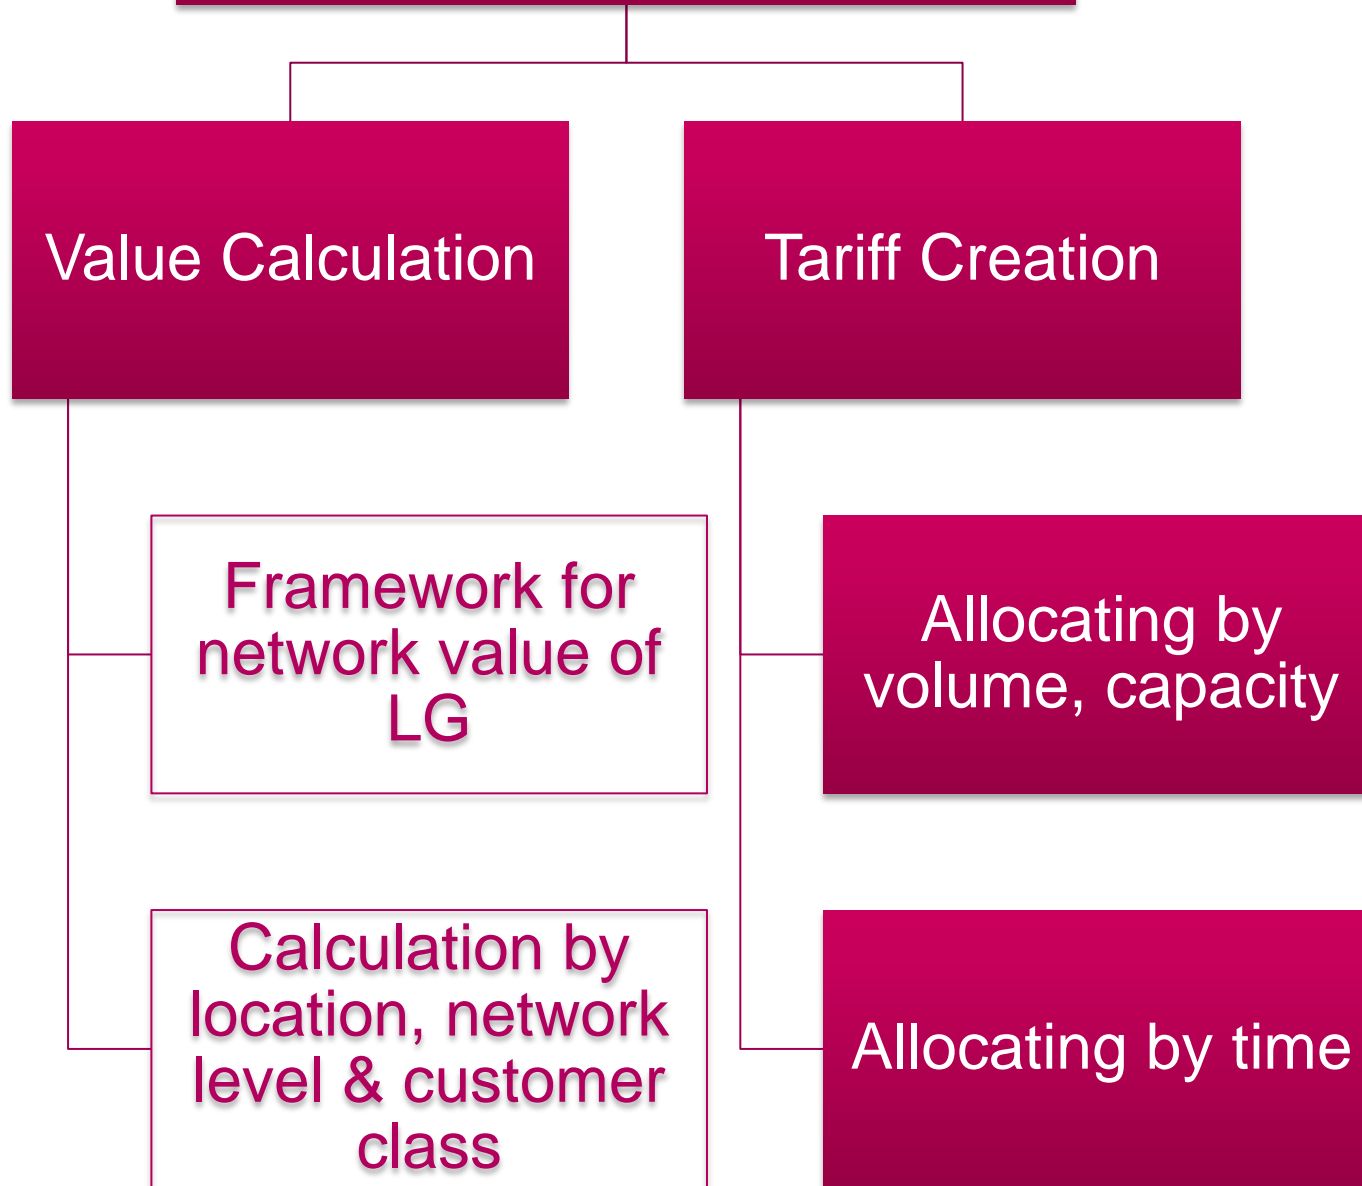 Value Calculation
Tariff Creation
Framework for
network value of
LG
Allocating by
volume, capacity
Calculation by
location, network
level & customer
class
Allocating by time